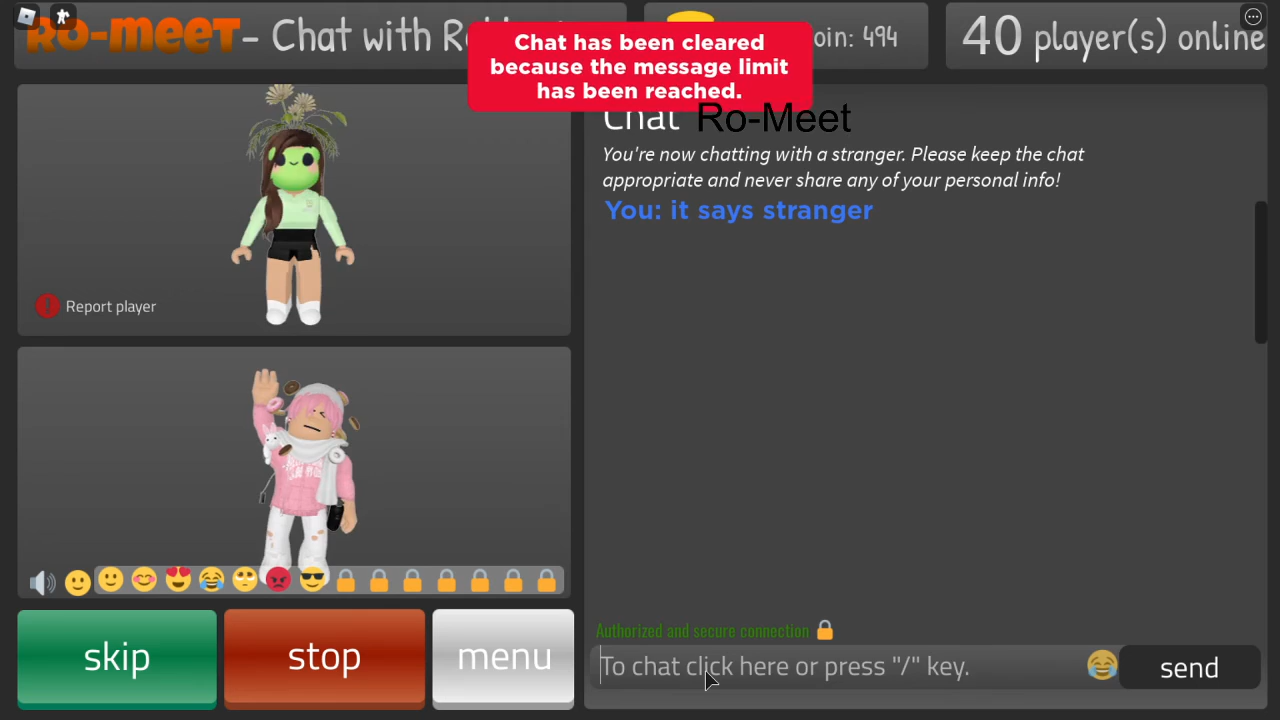 RO-MEET - Chat with Ro
oin: 494
40 player(s) online
Chat has been cleared
because the message limit
has been reached.
Chat Ro-Meet
You're now chatting with a stranger. Please keep the chat
appropriate and never share any of your personal info!
You: it says stranger
Report player
Authorized and secure connection
To chat click here or press "/" key.
send
skip
stop
menu